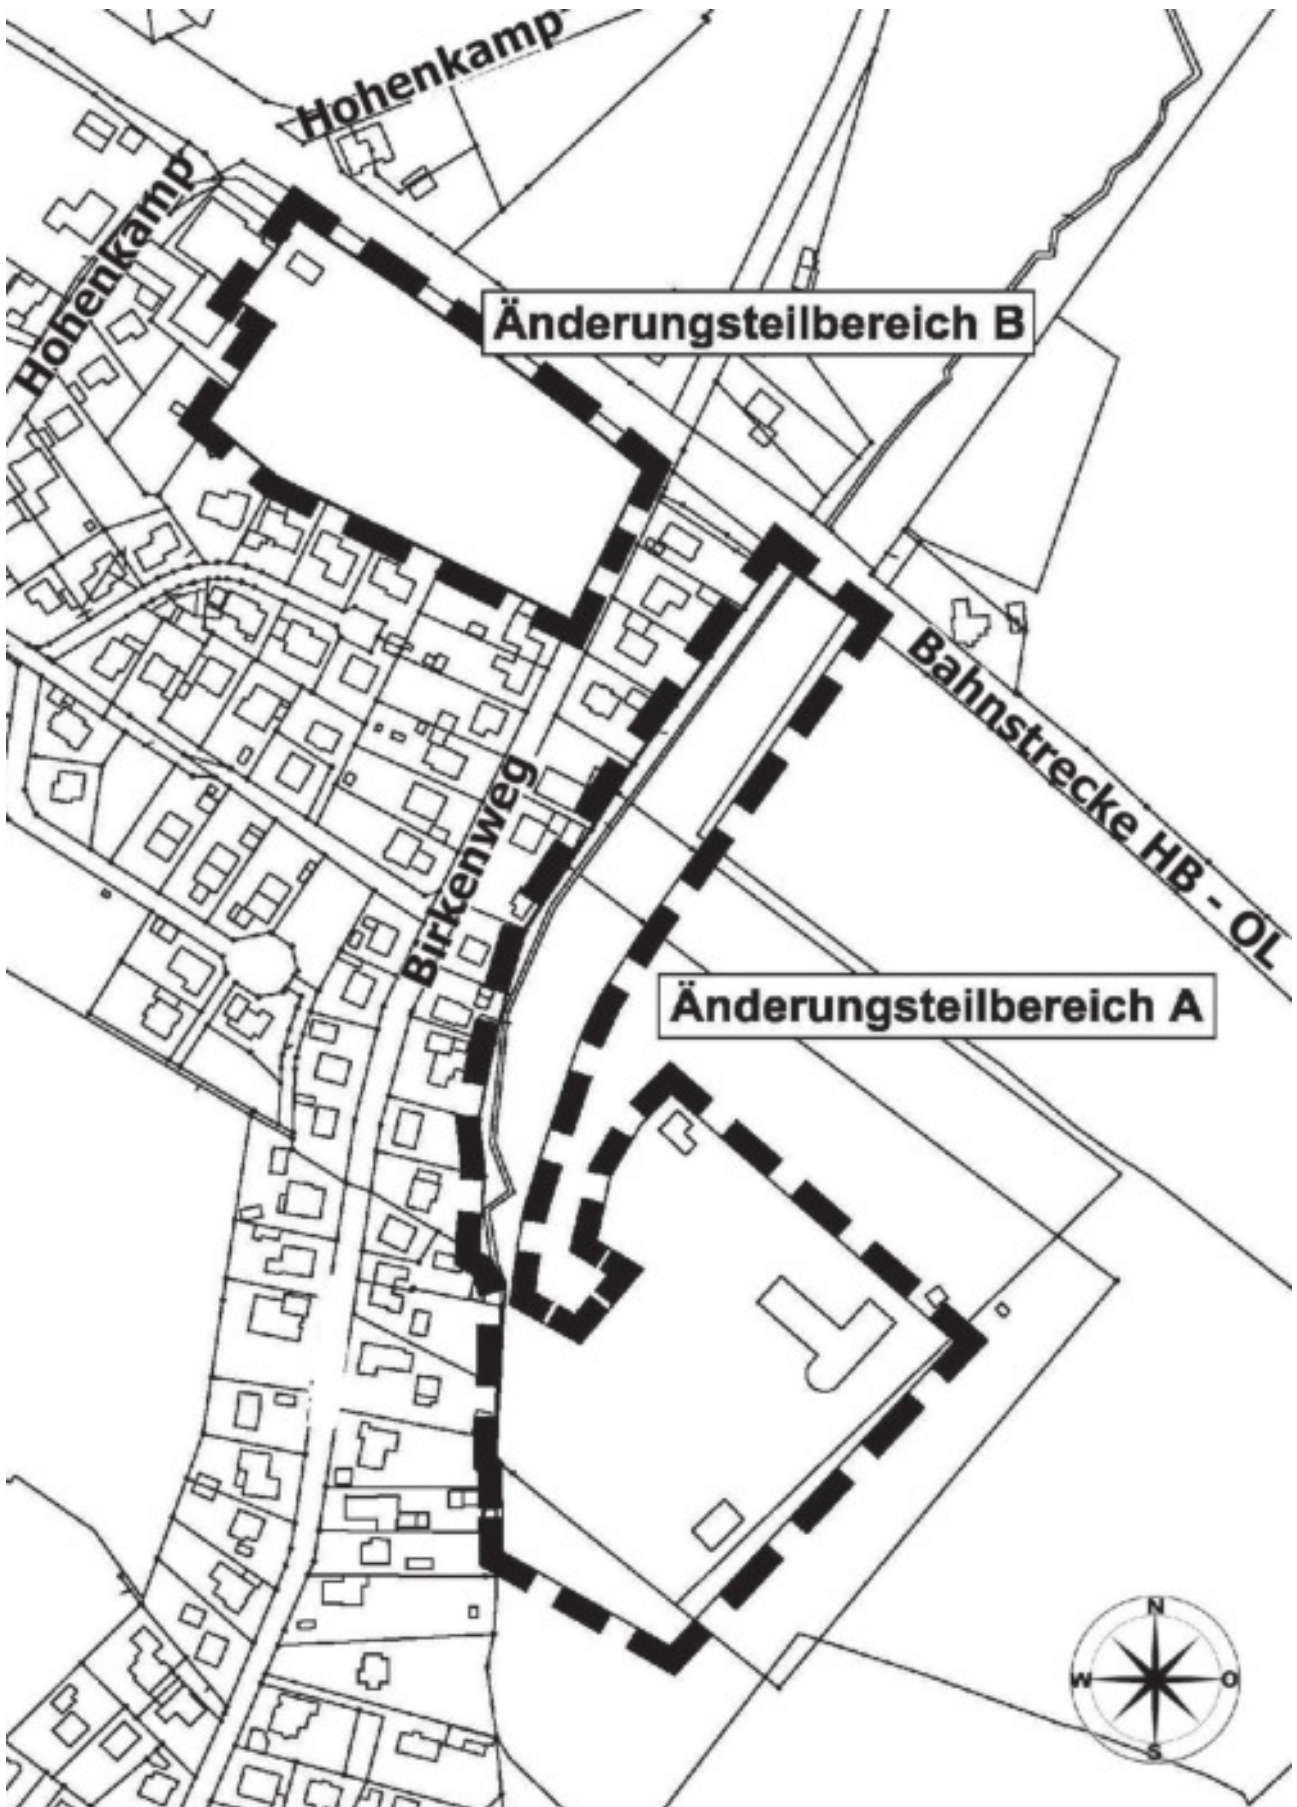 Hohenkamp
Hohenkamp
Änderungsteilbereich B
Bahnstrecke HB - OL
Birkenweg
Änderungsteilbereich A
N
W
O
S